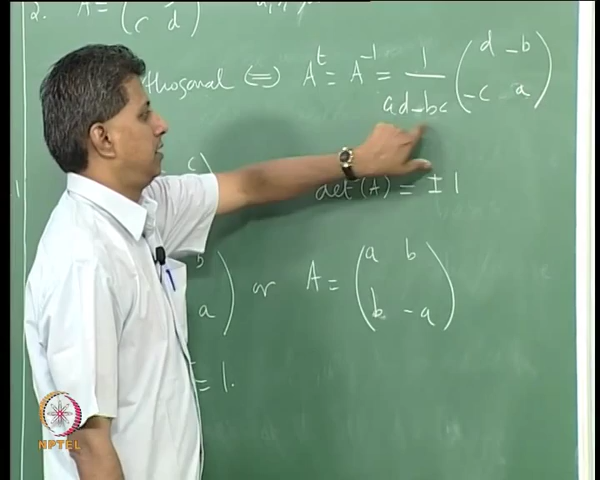 2. A = ( c d )
orthogonal ⟺ A^t = A^-1 = 1/(ad-bc) ( d -b ; -c a )
c
det(A) = ± 1
b a ) or A = ( a b ; b -a )
= 1.
NPTEL